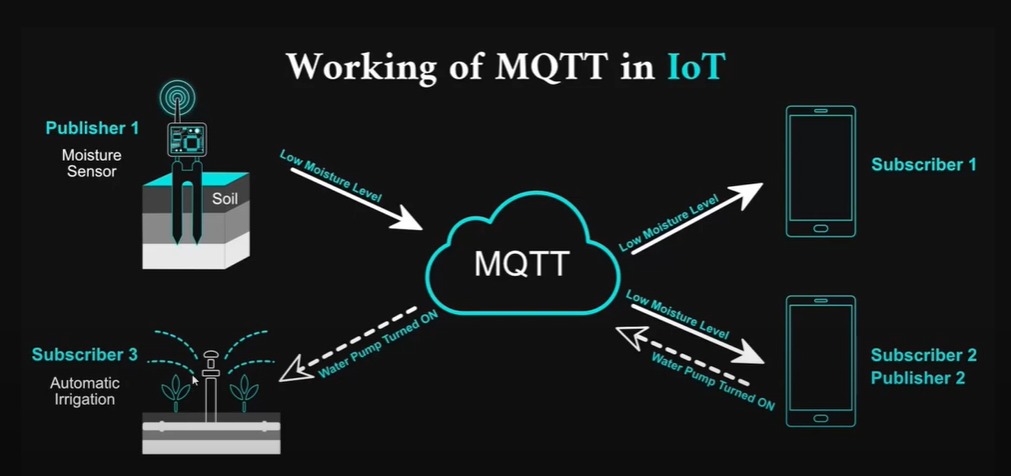 Working of MQTT in IoT
Publisher 1
Moisture
Sensor
Soil
Low Moisture Level
MQTT
Low Moisture Level
Subscriber 1
Low Moisture Level
Water Pump Turned ON
Subscriber 2
Publisher 2
Water Pump Turned ON
Subscriber 3
Automatic
Irrigation